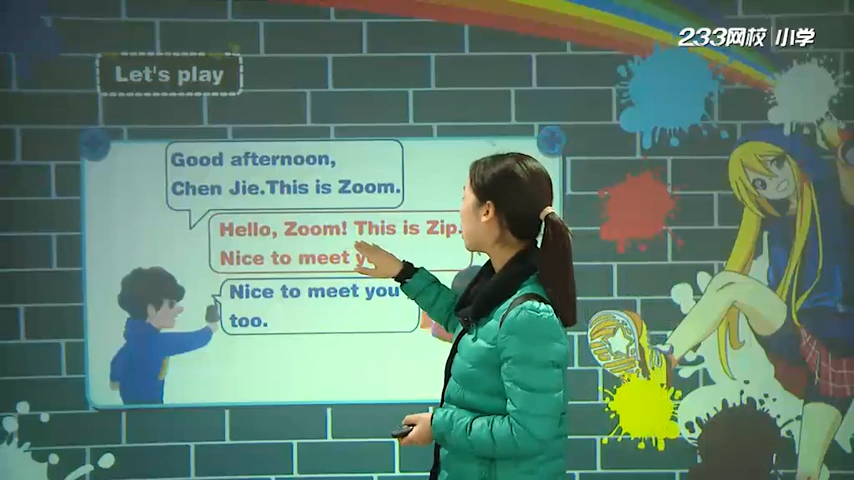 233网校 小学
Let's play
Good afternoon,
Chen Jie.This is Zoom.
Hello, Zoom! This is Zip.
Nice to meet
Nice to meet you
too.